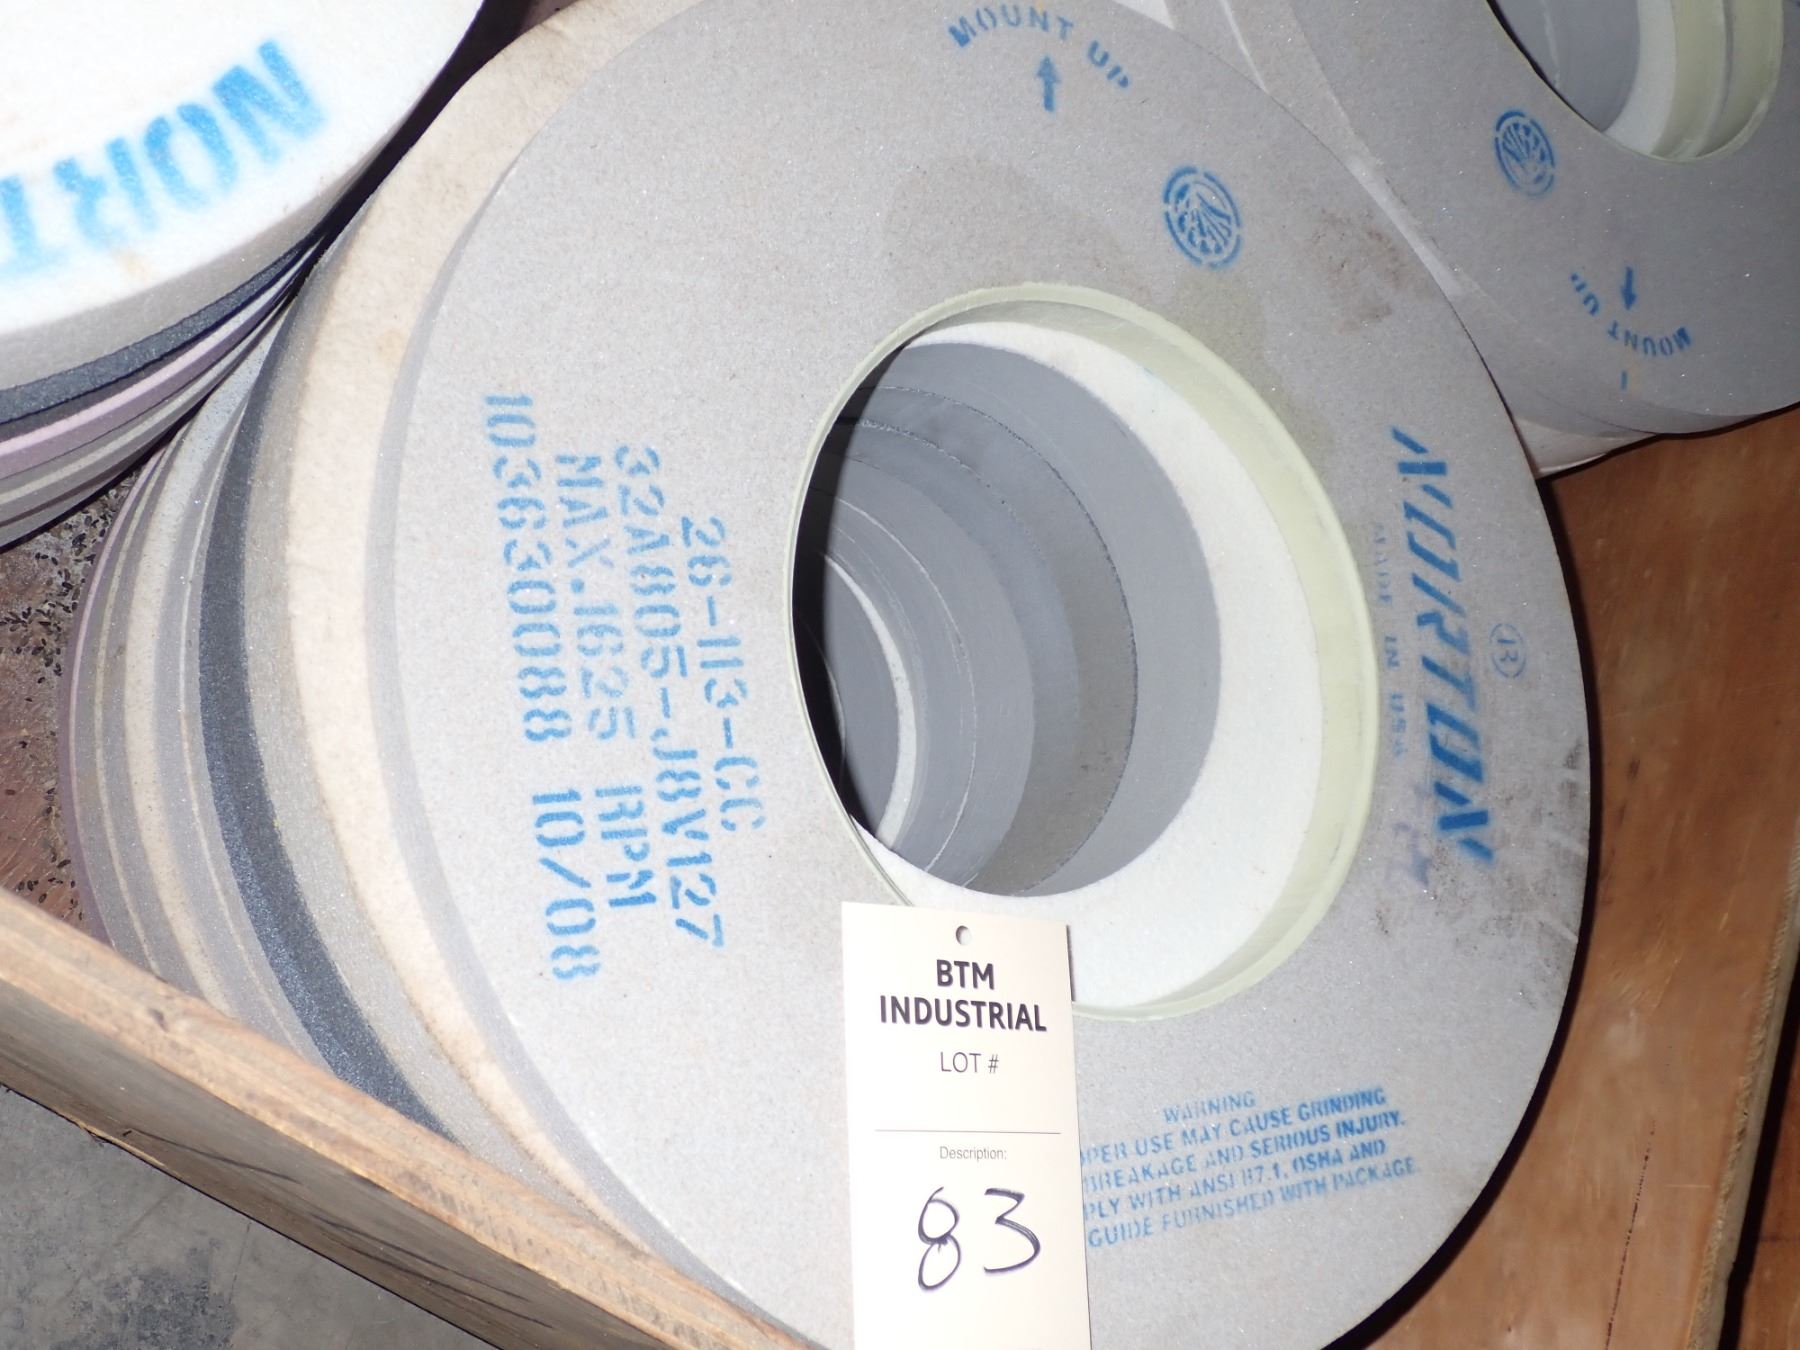 NORT
MOUNT UP
NORTON
®
MADE IN USA
26-113-CC
32A805-J8V127
MAX.1625 RPM
103630088 10/08
WARNING
PER USE MAY CAUSE GRINDING
BREAKAGE AND SERIOUS INJURY.
PLY WITH ANSI B7.1, OSHA AND
GUIDE FURNISHED WITH PACKAGE.
MOUNT UP
BTM
INDUSTRIAL
LOT #
Description:
83